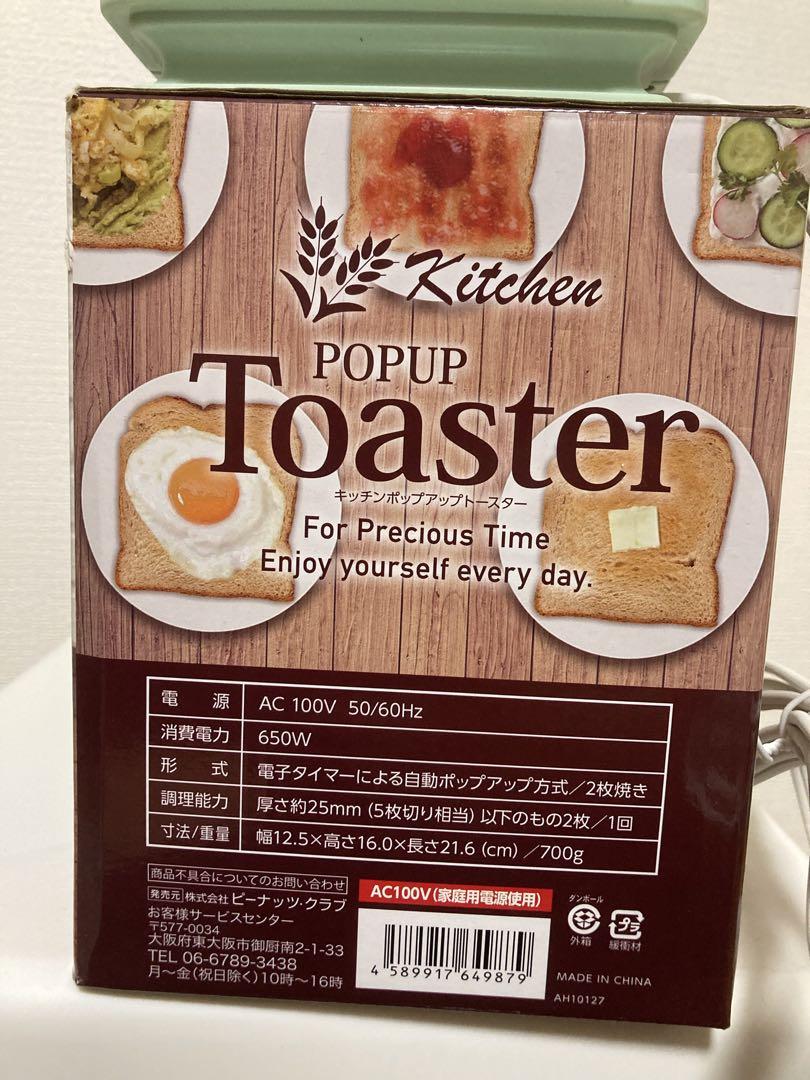 Kitchen
POPUP
Toaster
キッチンポップアップトースター
For Precious Time
Enjoy yourself every day.
電 源 AC 100V 50/60Hz
消費電力 650W
形 式 電子タイマーによる自動ポップアップ方式/2枚焼き
調理能力 厚さ約25mm（5枚切り相当）以下のもの2枚/1回
寸法/重量 幅12.5×高さ16.0×長さ21.6（cm）/700g
商品不具合についてのお問い合わせ
発売元 株式会社 ピーナッツ・クラブ
お客様サービスセンター
〒577-0034
大阪府東大阪市御厨南2-1-33
TEL 06-6789-3438
月〜金（祝日除く）10時〜16時
AC100V（家庭用電源使用）
4 589917 649879
ダンボール
外箱
プラ
緩衝材
MADE IN CHINA
AH10127